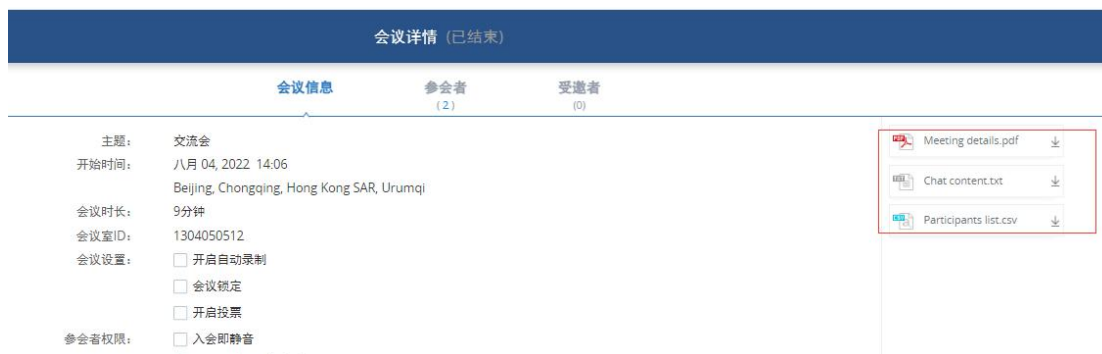 会议详情 (已结束)
会议信息
参会者
(2)
受邀者
(0)
主题： 交流会
开始时间： 八月 04, 2022 14:06
Beijing, Chongqing, Hong Kong SAR, Urumqi
会议时长： 9分钟
会议室ID： 1304050512
会议设置： 开启自动录制
会议锁定
开启投票
参会者权限： 入会即静音
Meeting details.pdf
Chat content.txt
Participants list.csv